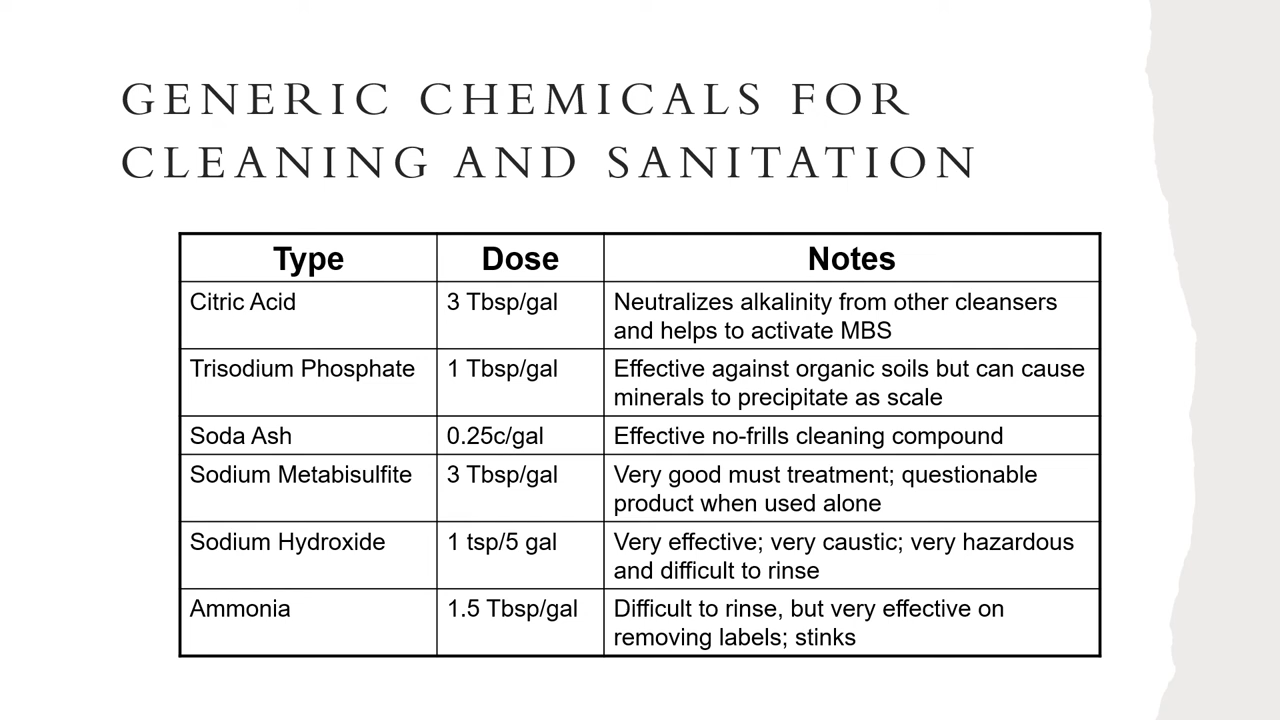 GENERIC CHEMICALS FOR
CLEANING AND SANITATION
Type Dose Notes
Citric Acid 3 Tbsp/gal Neutralizes alkalinity from other cleansers
and helps to activate MBS
Trisodium Phosphate 1 Tbsp/gal Effective against organic soils but can cause
minerals to precipitate as scale
Soda Ash 0.25c/gal Effective no-frills cleaning compound
Sodium Metabisulfite 3 Tbsp/gal Very good must treatment; questionable
product when used alone
Sodium Hydroxide 1 tsp/5 gal Very effective; very caustic; very hazardous
and difficult to rinse
Ammonia 1.5 Tbsp/gal Difficult to rinse, but very effective on
removing labels; stinks